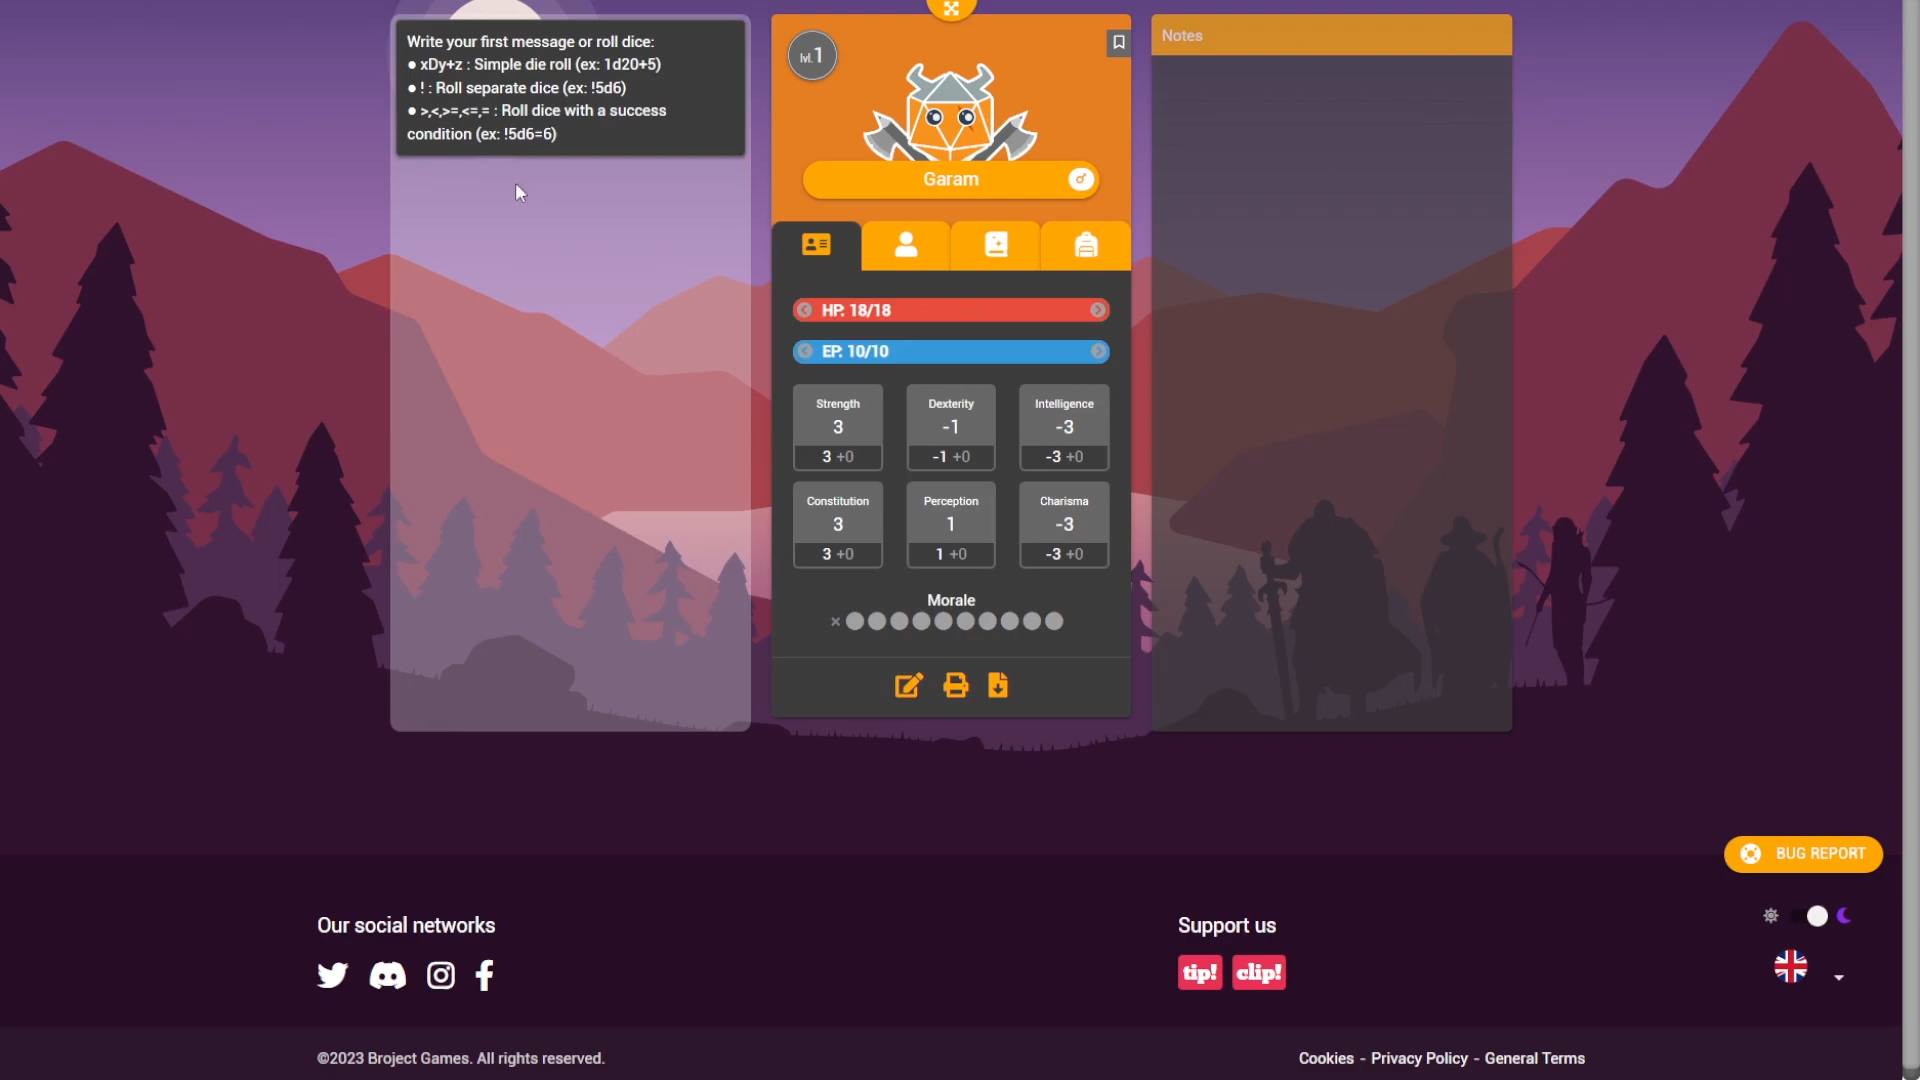 Write your first message or roll dice:
● xDy+z : Simple die roll (ex: 1d20+5)
● ! : Roll separate dice (ex: !5d6)
● >,<,>=,<=,= : Roll dice with a success
condition (ex: !5d6=6)
lvl.1
Garam
HP: 18/18
EP: 10/10
Strength
3
3 +0
Dexterity
-1
-1 +0
Intelligence
-3
-3 +0
Constitution
3
3 +0
Perception
1
1 +0
Charisma
-3
-3 +0
Morale
Notes
BUG REPORT
Our social networks
Support us
tip!
clip!
©2023 Broject Games. All rights reserved.
Cookies - Privacy Policy - General Terms